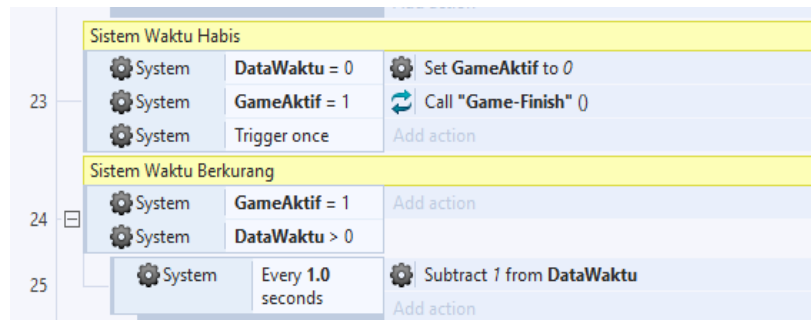 Add action
Sistem Waktu Habis
System DataWaktu = 0 Set GameAktif to 0
23 System GameAktif = 1 Call "Game-Finish" ()
System Trigger once Add action
Sistem Waktu Berkurang
System GameAktif = 1 Add action
24 System DataWaktu > 0
25 System Every 1.0 Subtract 1 from DataWaktu
seconds Add action